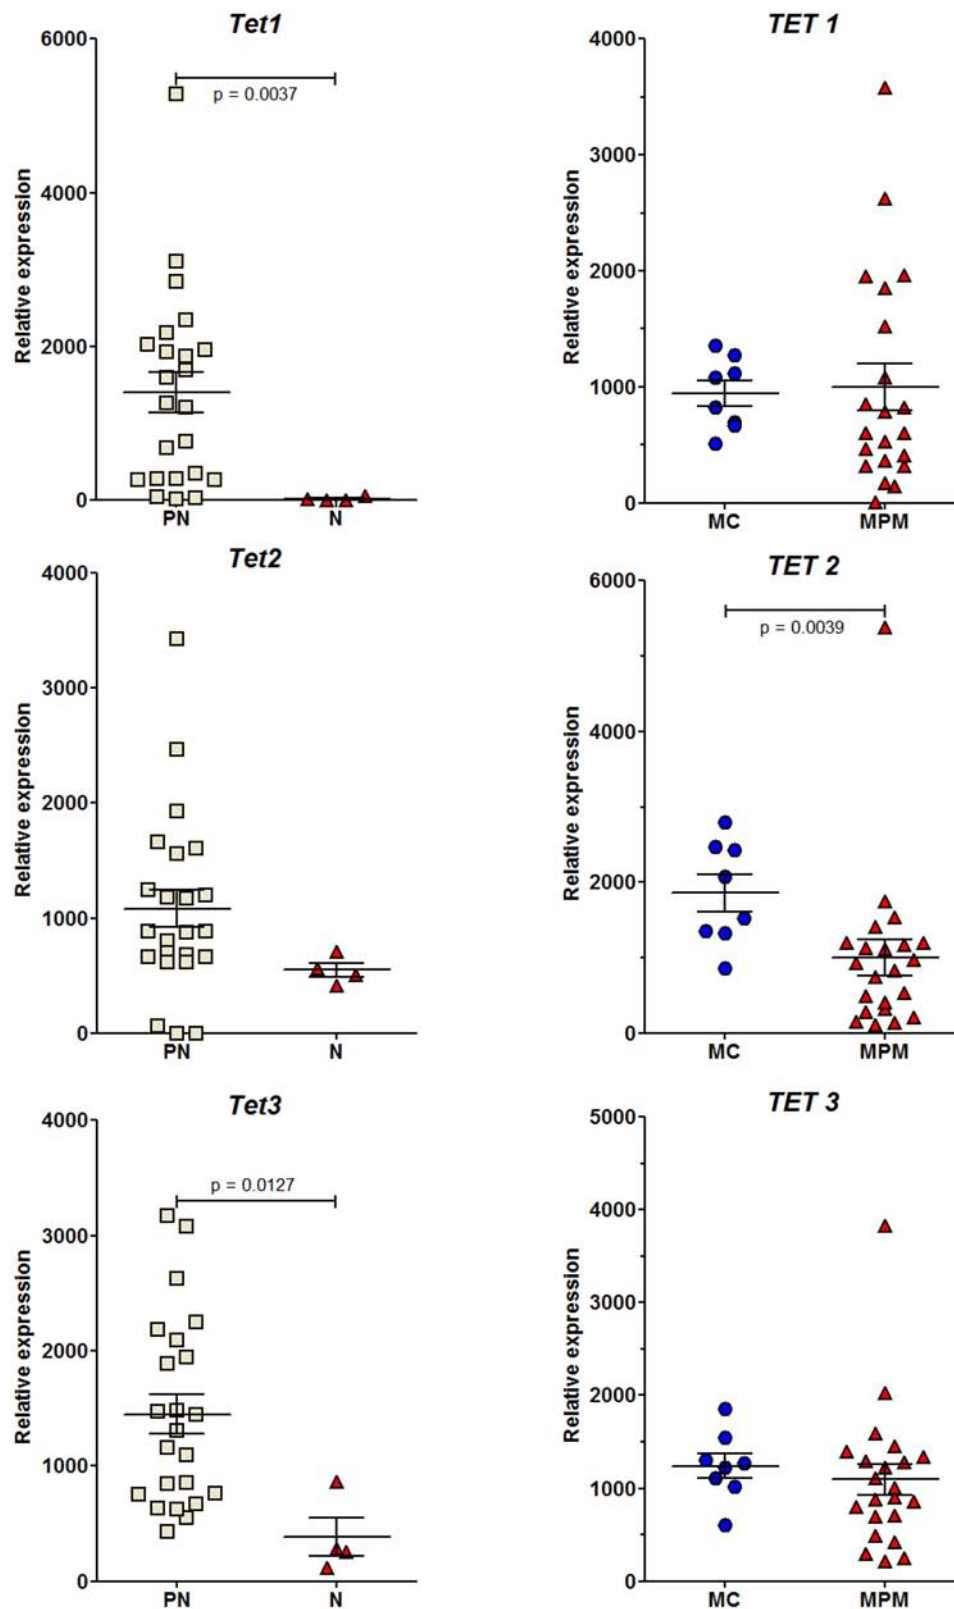 Tet1
6000
4000
2000
0
Relative expression
p = 0.0037
PN N
TET 1
4000
3000
2000
1000
0
Relative expression
MC MPM
Tet2
4000
3000
2000
1000
0
Relative expression
PN N
TET 2
6000
4000
2000
0
Relative expression
p = 0.0039
MC MPM
Tet3
4000
3000
2000
1000
0
Relative expression
p = 0.0127
PN N
TET 3
5000
4000
3000
2000
1000
0
Relative expression
MC MPM